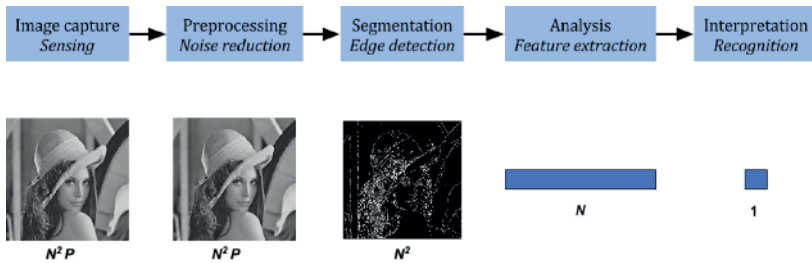 Image capture
Sensing
Preprocessing
Noise reduction
Segmentation
Edge detection
Analysis
Feature extraction
Interpretation
Recognition
N² P
N² P
N²
N
1